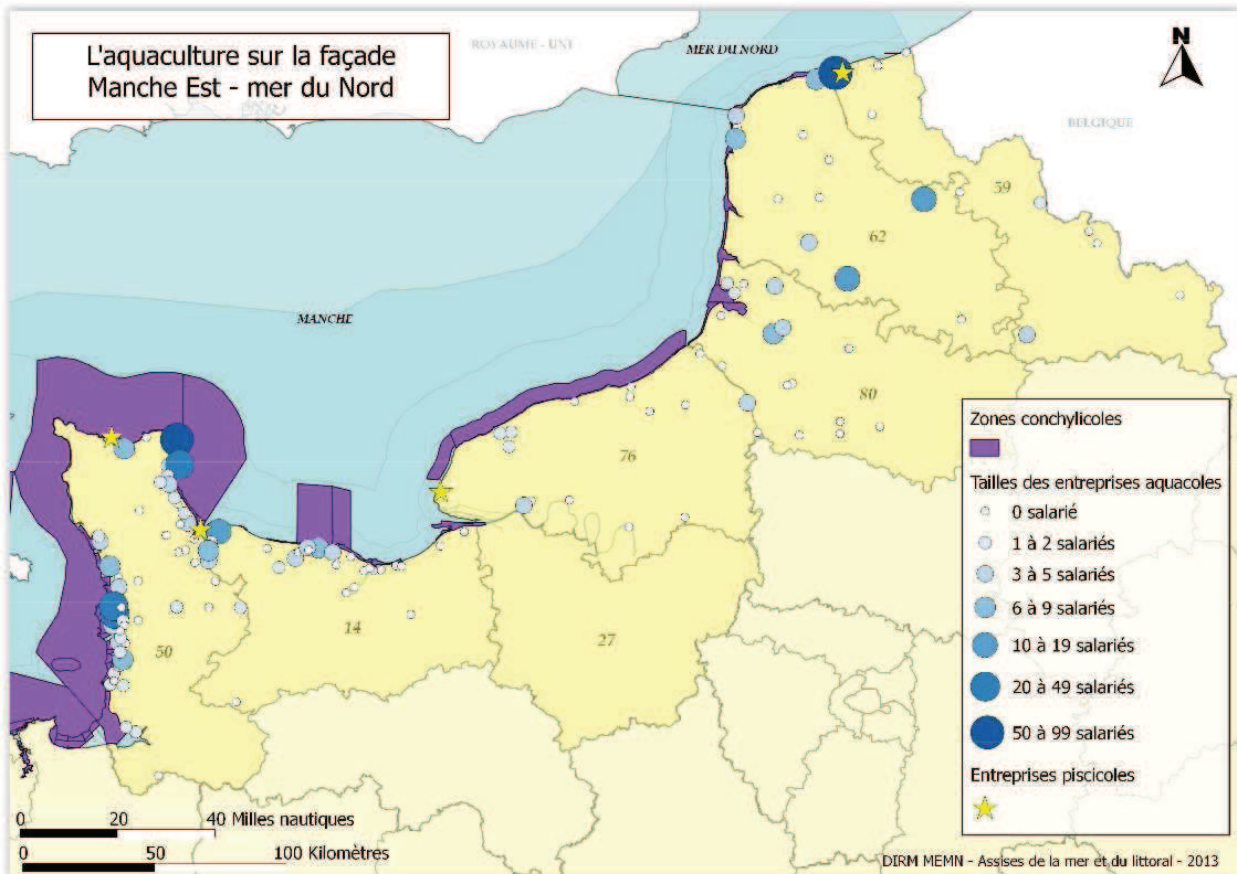 L'aquaculture sur la façade
Manche Est - mer du Nord
ROYAUME - UNI
MER DU NORD
N
BELGIQUE
59
62
MANCHE
80
76
50
14
27
Zones conchylicoles
Tailles des entreprises aquacoles
0 salarié
1 à 2 salariés
3 à 5 salariés
6 à 9 salariés
10 à 19 salariés
20 à 49 salariés
50 à 99 salariés
Entreprises piscicoles
0 20 40 Milles nautiques
0 50 100 Kilomètres
DIRM MEMN - Assises de la mer et du littoral - 2013